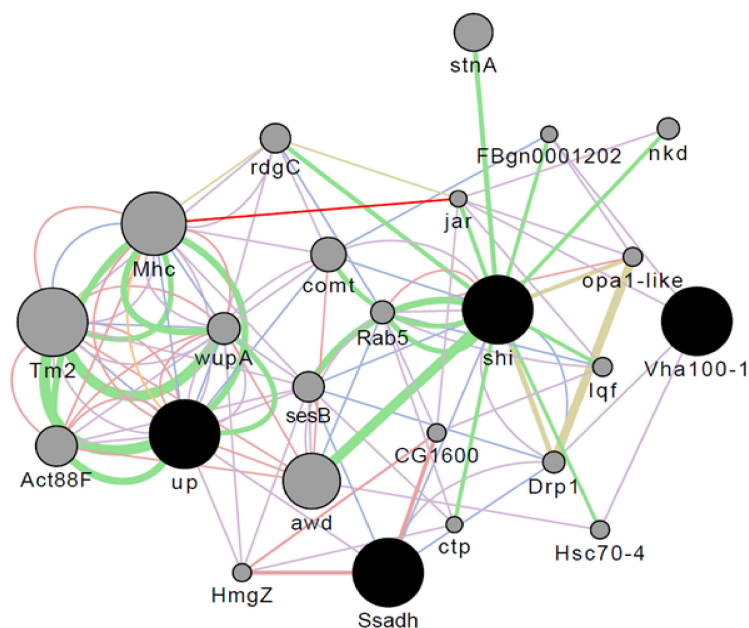 stnA
FBgn0001202
nkd
rdgC
jar
Mhc
comt
opa1-like
Tm2
wupA
Rab5
shi
Vha100-1
lqf
sesB
Act88F
up
CG1600
Drp1
awd
ctp
Hsc70-4
HmgZ
Ssadh